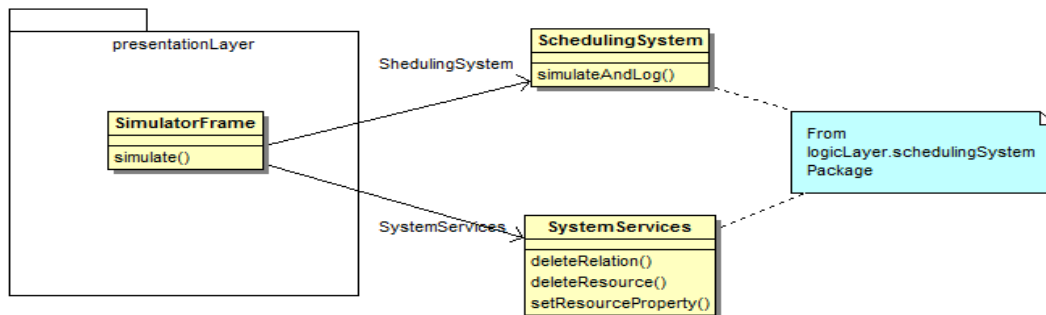 presentationLayer
SchedulingSystem
ShedulingSystem
simulateAndLog()
SimulatorFrame
simulate()
From
logicLayer.schedulingSystem
Package
SystemServices
SystemServices
deleteRelation()
deleteResource()
setResourceProperty()